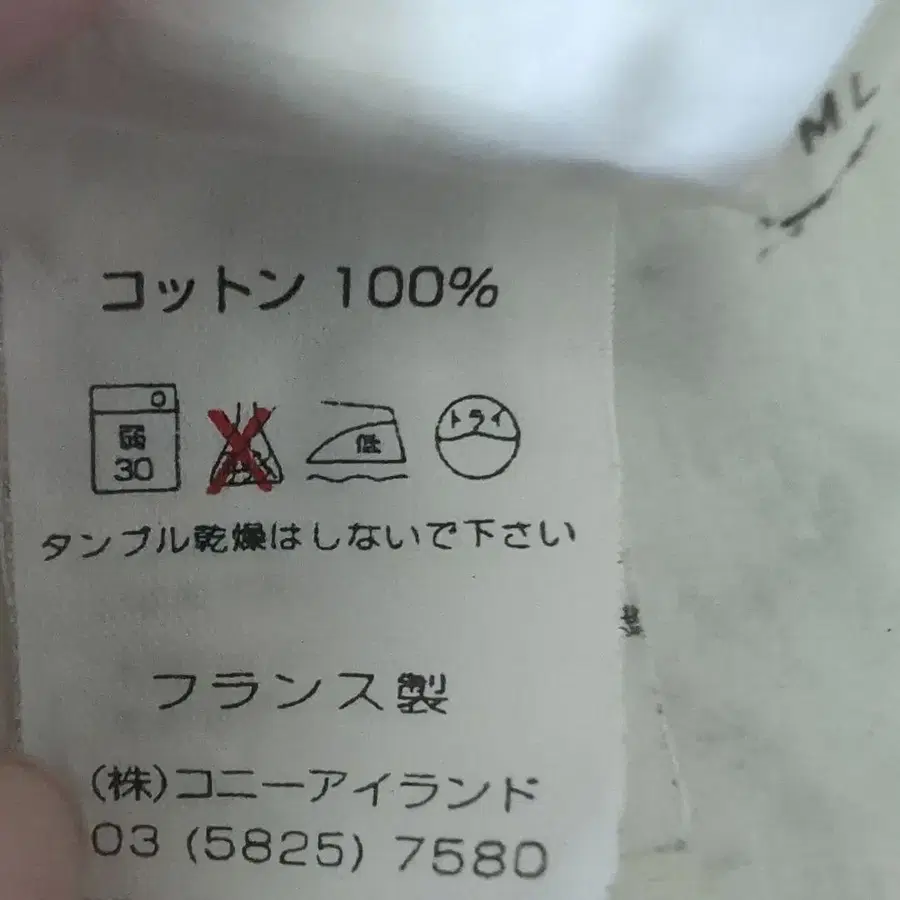 ML
コットン 100%
弱 低 ドライ
30
タンブル乾燥はしないで下さい
フランス製
(株)コニーアイランド
03 (5825) 7580